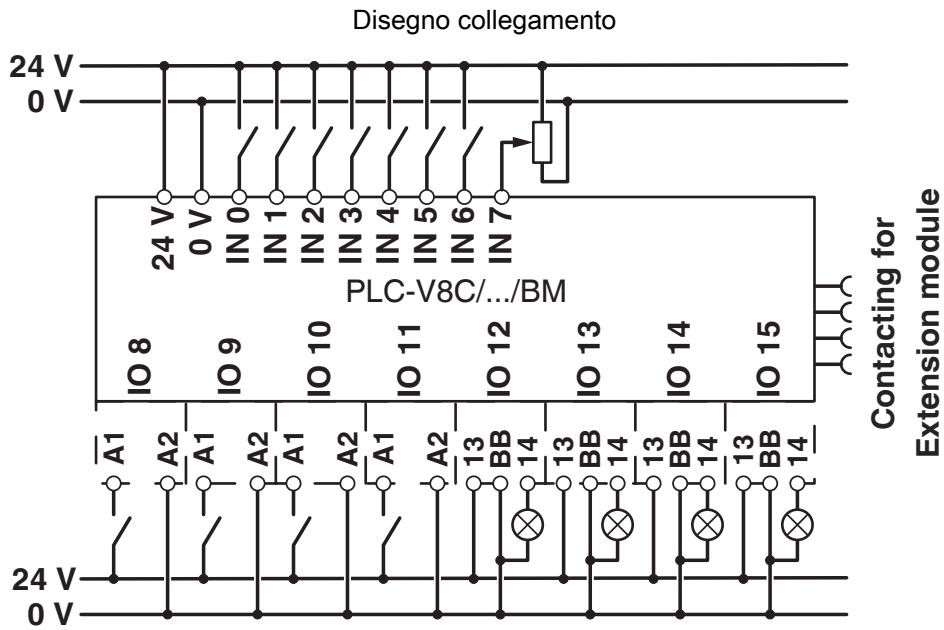 Disegno collegamento
24 V
0 V
24 V
0 V
IN 0
IN 1
IN 2
IN 3
IN 4
IN 5
IN 6
IN 7
PLC-V8C/.../BM
IO 8
IO 9
IO 10
IO 11
IO 12
IO 13
IO 14
IO 15
Contacting for
Extension module
A1
A2
A1
A2
A1
A2
A1
A2
13
BB
14
13
BB
14
13
BB
14
13
BB
14
24 V
0 V